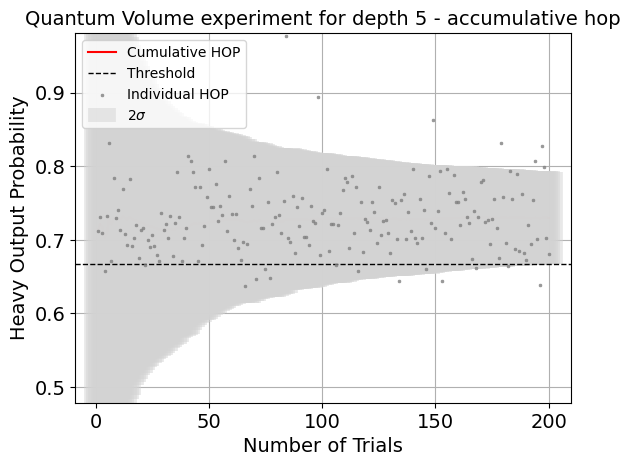 Quantum Volume experiment for depth 5 - accumulative hop
Cumulative HOP
Threshold
Individual HOP
2σ
Heavy Output Probability
0.9
0.8
0.7
0.6
0.5
0
50
100
150
200
Number of Trials